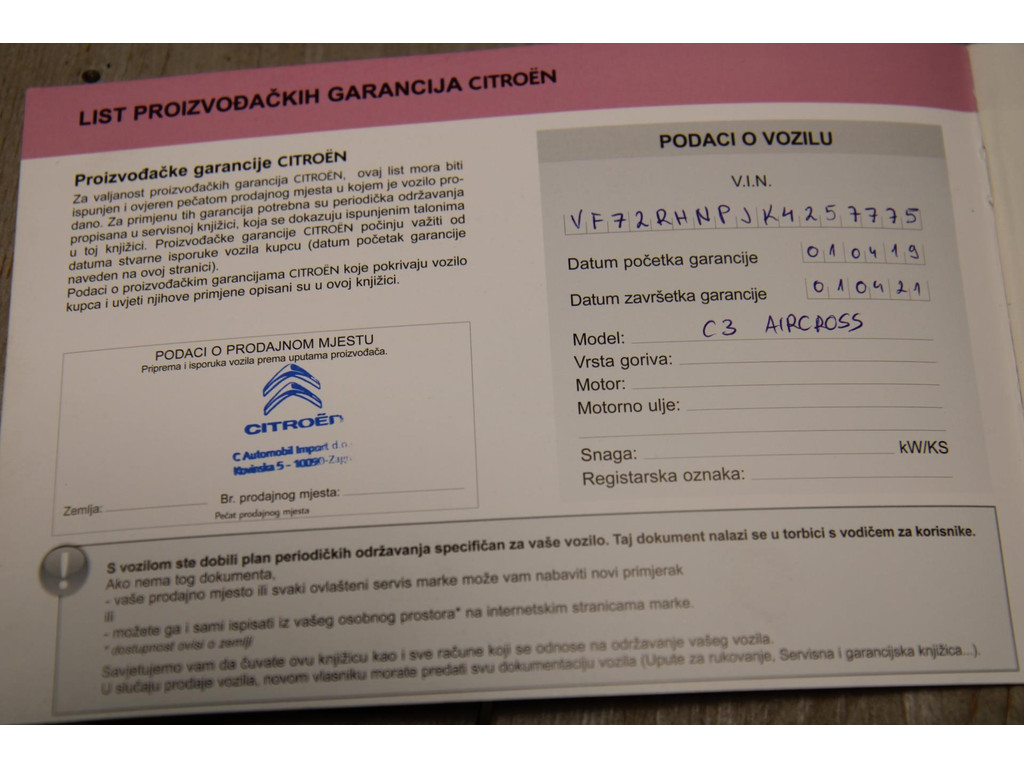 LIST PROIZVOĐAČKIH GARANCIJA CITROËN
Proizvođačke garancije CITROËN
Za valjanost proizvođačkih garancija CITROËN, ovaj list mora biti
ispunjen i ovjeren pečatom prodajnog mjesta u kojem je vozilo pro-
dano. Za primjenu tih garancija potrebna su periodička održavanja
propisana u servisnoj knjižici, koja se dokazuju ispunjenim talonima
u toj knjižici. Proizvođačke garancije CITROËN počinju važiti od
datuma stvarne isporuke vozila kupcu (datum početak garancije
naveden na ovoj stranici).
Podaci o proizvođačkim garancijama CITROËN koje pokrivaju vozilo
kupca i uvjeti njihove primjene opisani su u ovoj knjižici.
PODACI O PRODAJNOM MJESTU
Priprema i isporuka vozila prema uputama proizvođača.
CITROËN
C Automobil Import d.o.
Kovinska 5 - 10090-Zagr
Zemlja:
Br. prodajnog mjesta:
Pečat prodajnog mjesta
PODACI O VOZILU
V.I.N.
VF72RHNPJK4257775
Datum početka garancije 010419
Datum završetka garancije 010421
Model: C3 AIRCROSS
Vrsta goriva:
Motor:
Motorno ulje:
Snaga: kW/KS
Registarska oznaka:
S vozilom ste dobili plan periodičkih održavanja specifičan za vaše vozilo. Taj dokument nalazi se u torbici s vodičem za korisnike.
Ako nema tog dokumenta,
- vaše prodajno mjesto ili svaki ovlašteni servis marke može vam nabaviti novi primjerak
ili
- možete ga i sami ispisati iz vašeg osobnog prostora* na internetskim stranicama marke.
* dostupnost ovisi o zemlji
Savjetujemo vam da čuvate ovu knjižicu kao i sve račune koji se odnose na održavanje vašeg vozila.
U slučaju prodaje vozila, novom vlasniku morate predati svu dokumentaciju vozila (Upute za rukovanje, Servisna i garancijska knjižica...).